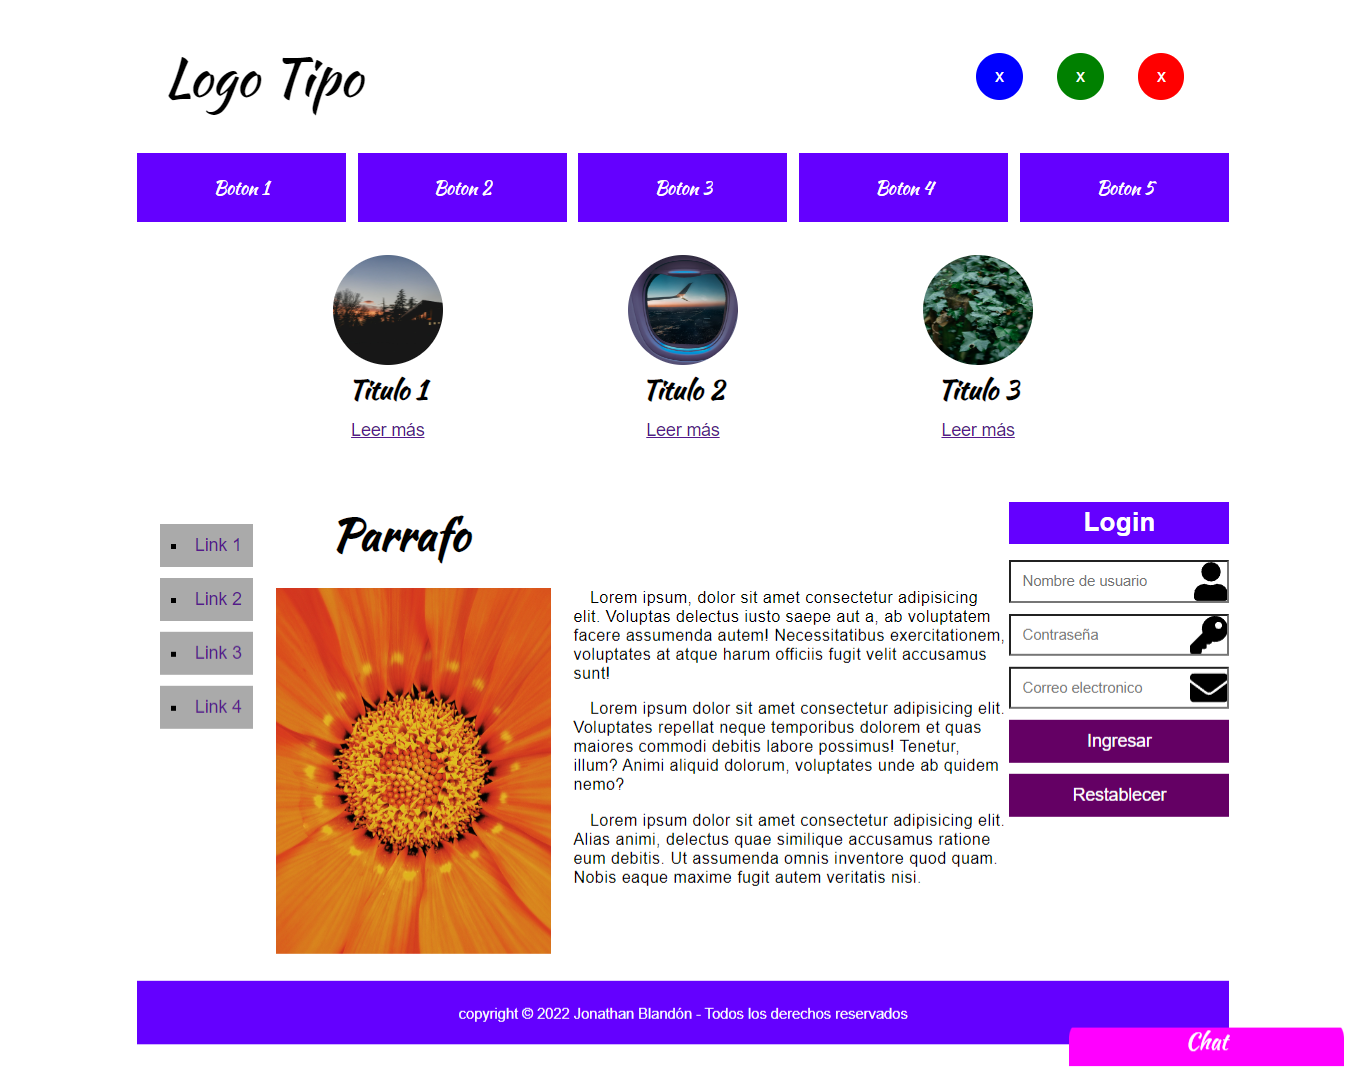 Logo Tipo
X X X
Boton 1 Boton 2 Boton 3 Boton 4 Boton 5
Titulo 1 Titulo 2 Titulo 3
Leer más Leer más Leer más
Link 1
Link 2
Link 3
Link 4
Parrafo
Lorem ipsum, dolor sit amet consectetur adipisicing
elit. Voluptas delectus iusto saepe aut a, ab voluptatem
facere assumenda autem! Necessitatibus exercitationem,
voluptates at atque harum officiis fugit velit accusamus
sunt!
Lorem ipsum dolor sit amet consectetur adipisicing elit.
Voluptates repellat neque temporibus dolorem et quas
maiores commodi debitis labore possimus! Tenetur,
illum? Animi aliquid dolorum, voluptates unde ab quidem
nemo?
Lorem ipsum dolor sit amet consectetur adipisicing elit.
Alias animi, delectus quae similique accusamus ratione
eum debitis. Ut assumenda omnis inventore quod quam.
Nobis eaque maxime fugit autem veritatis nisi.
Login
Nombre de usuario
Contraseña
Correo electronico
Ingresar
Restablecer
copyright © 2022 Jonathan Blandón - Todos los derechos reservados
Chat